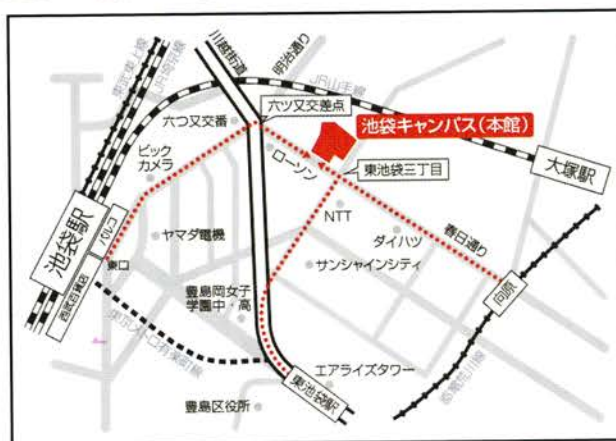 東武東上線
JR埼京線
川越街道
明治通り
JR山手線
六つ又交番
六ツ又交差点
池袋キャンパス(本館)
ビック
カメラ
ローソン
東池袋三丁目
大塚駅
池袋駅
パルコ
NTT
ダイハツ
春日通り
ヤマダ電機
サンシャインシティ
東口
西武百貨店
向原
豊島岡女子
学園中・高
東京メトロ有楽町線
エアライズタワー
都電荒川線
東池袋駅
豊島区役所